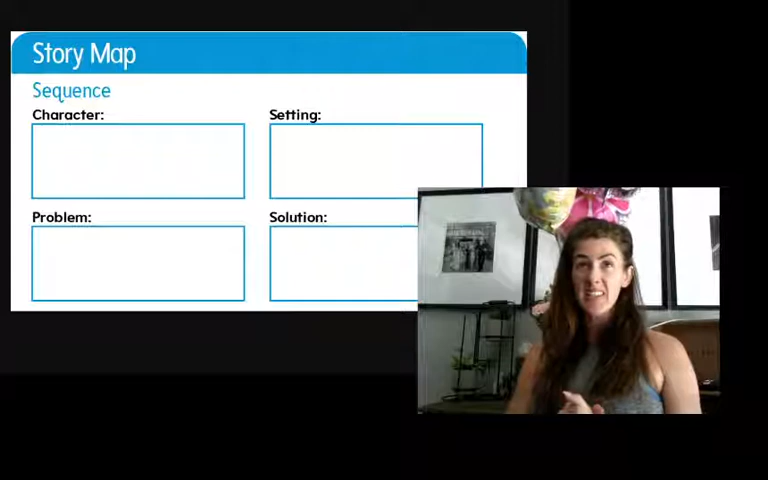 Story Map
Sequence
Character:
Setting:
Problem:
Solution: